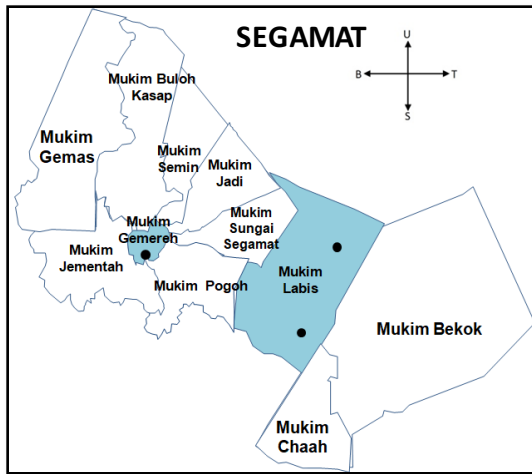 SEGAMAT
U
B
T
S
Mukim Buloh
Kasap
Mukim
Gemas
Mukim
Semin
Mukim
Jadi
Mukim
Gemereh
Mukim
Sungai
Segamat
Mukim
Jementah
Mukim Pogoh
Mukim
Labis
Mukim Bekok
Mukim
Chaah